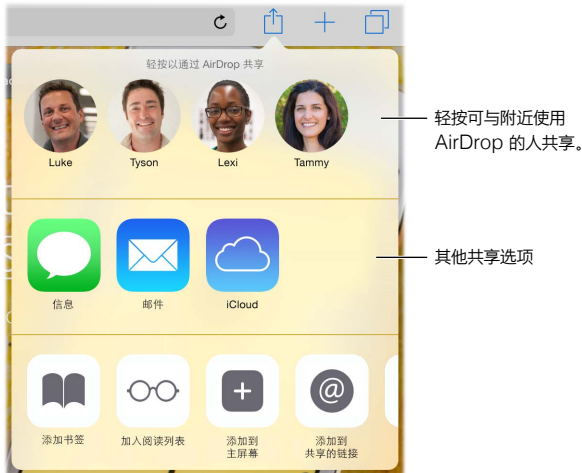 轻按以通过 AirDrop 共享
Luke
Tyson
Lexi
Tammy
轻按可与附近使用
AirDrop 的人共享。
其他共享选项
信息
邮件
iCloud
添加书签
加入阅读列表
添加到
主屏幕
@
添加到
共享的链接